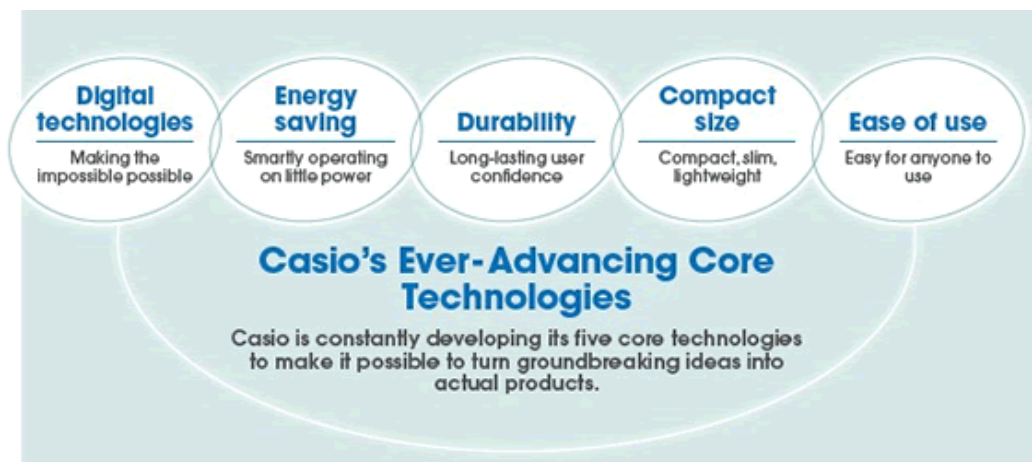 Digital
technologies
Making the
impossible possible
Energy
saving
Smartly operating
on little power
Durability
Long-lasting user
confidence
Compact
size
Compact, slim,
lightweight
Ease of use
Easy for anyone to
use
Casio's Ever-Advancing Core
Technologies
Casio is constantly developing its five core technologies
to make it possible to turn groundbreaking ideas into
actual products.